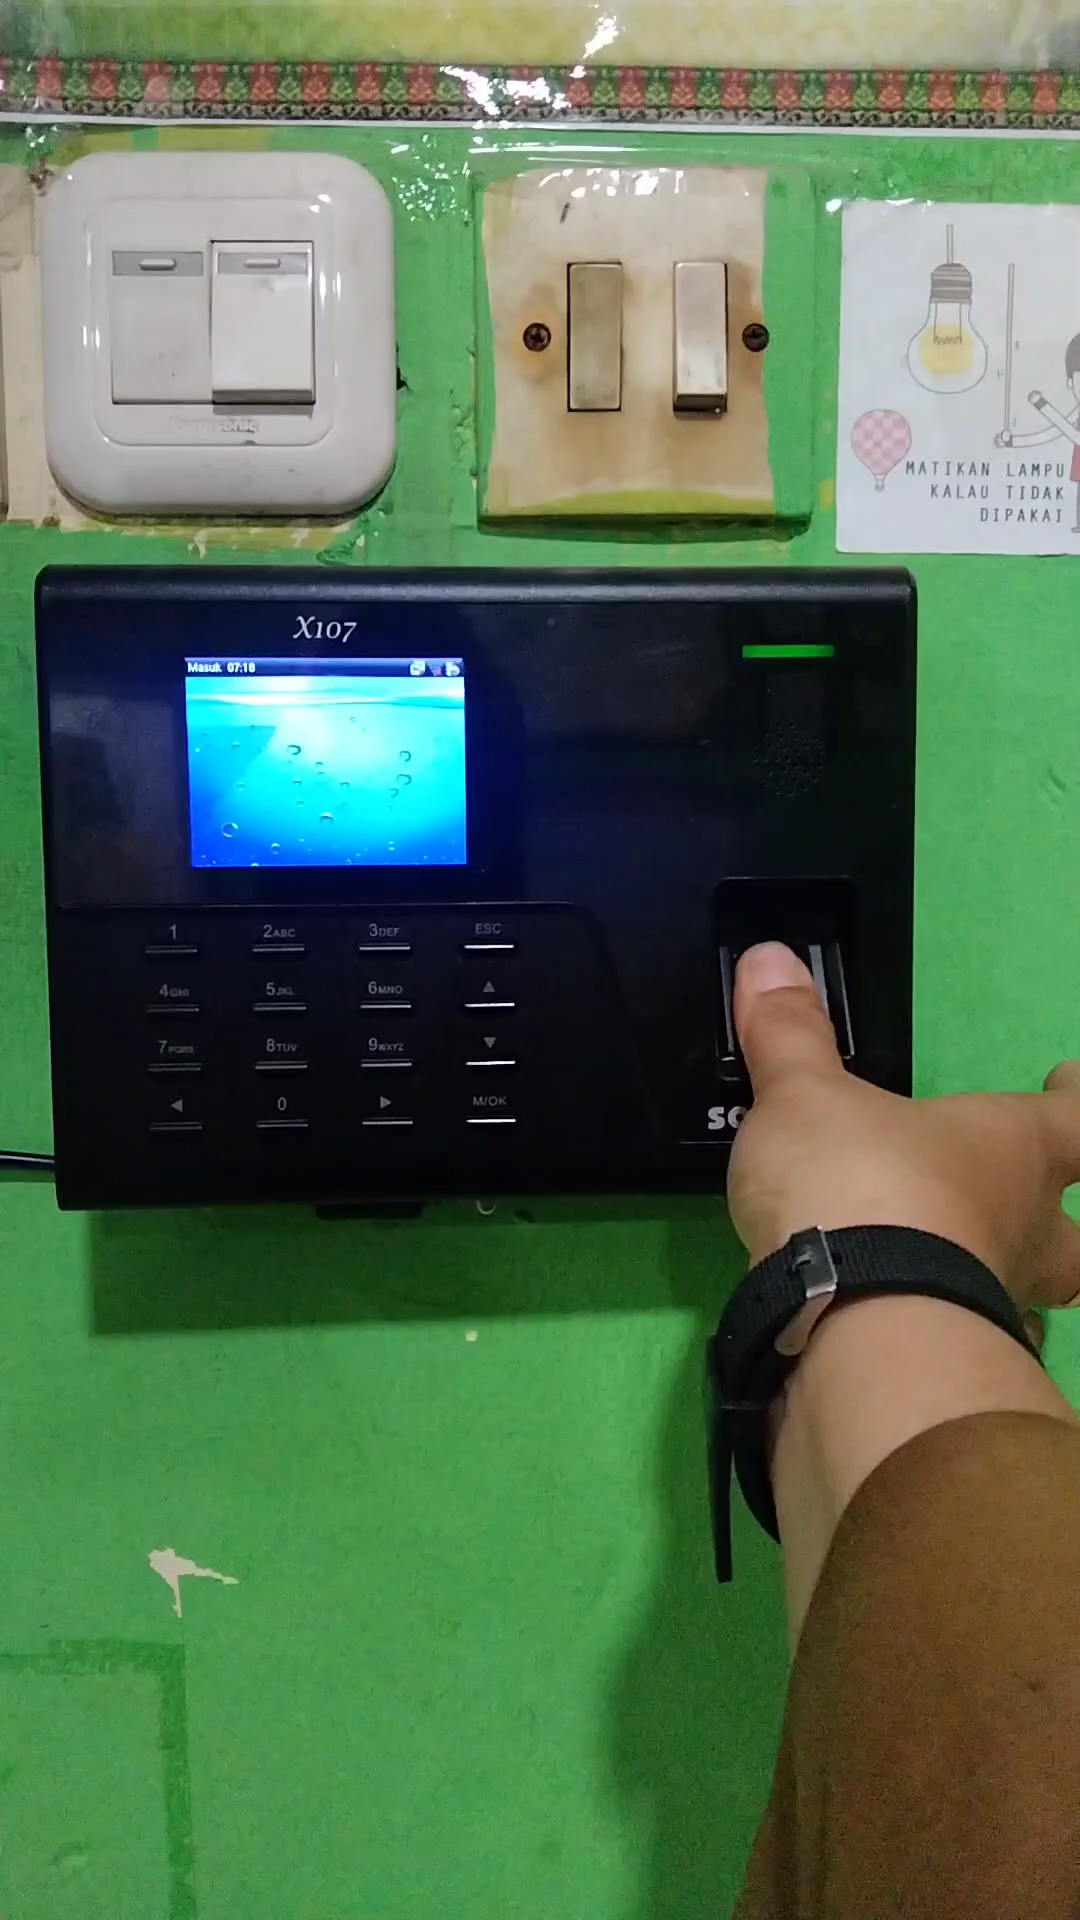 MATIKAN LAMPU
KALAU TIDAK
DIPAKAI
X107
Masuk 07:18
1
2ABC
3DEF
ESC
4GHI
5JKL
6MNO
7PQRS
8TUV
9WXYZ
0
M/OK